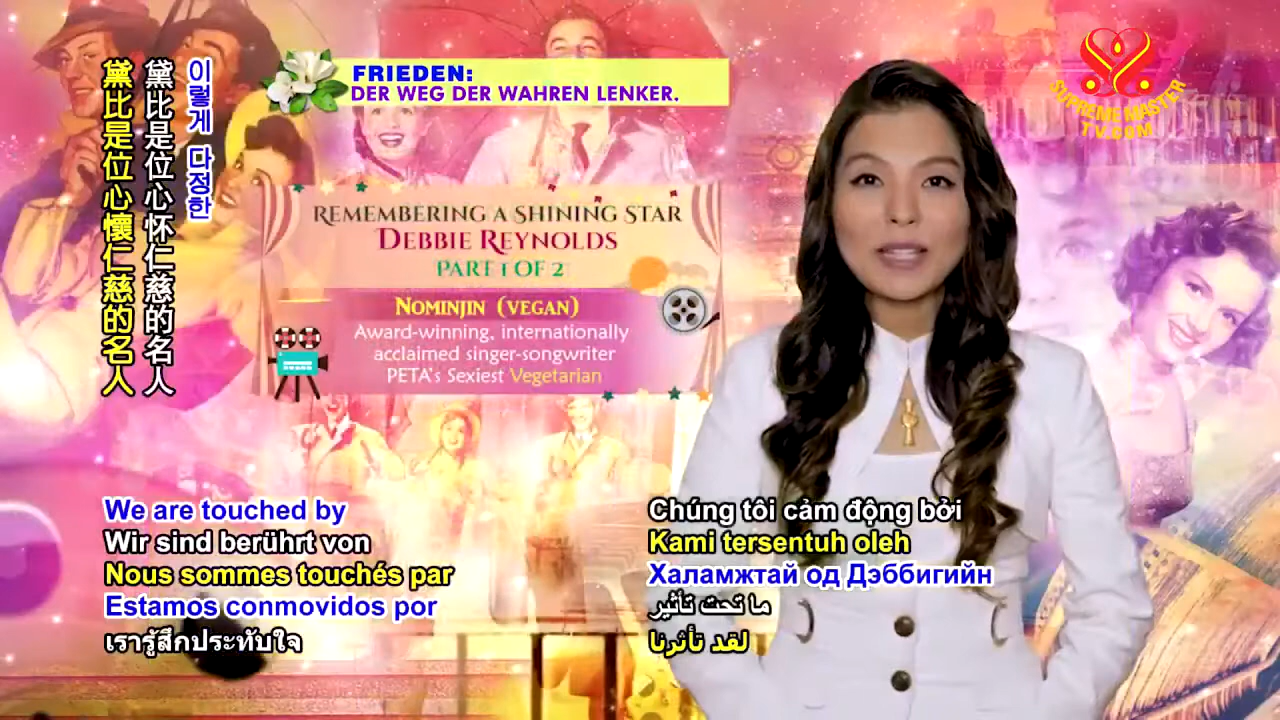 FRIEDEN:
DER WEG DER WAHREN LENKER.
SUPREME MASTER
TV.COM
이렇게 다정한
黛比是位心怀仁慈的名人
黛比是位心懷仁慈的名人
REMEMBERING A SHINING STAR
DEBBIE REYNOLDS
PART 1 OF 2
NOMINJIN (VEGAN)
Award-winning, internationally
acclaimed singer-songwriter
PETA's Sexiest Vegetarian
We are touched by
Wir sind berührt von
Nous sommes touchés par
Estamos conmovidos por
เรารู้สึกประทับใจ
Chúng tôi cảm động bởi
Kami tersentuh oleh
Халамжтай од Дэббигийн
ما تحت تأثیر
لقد تأثرنا